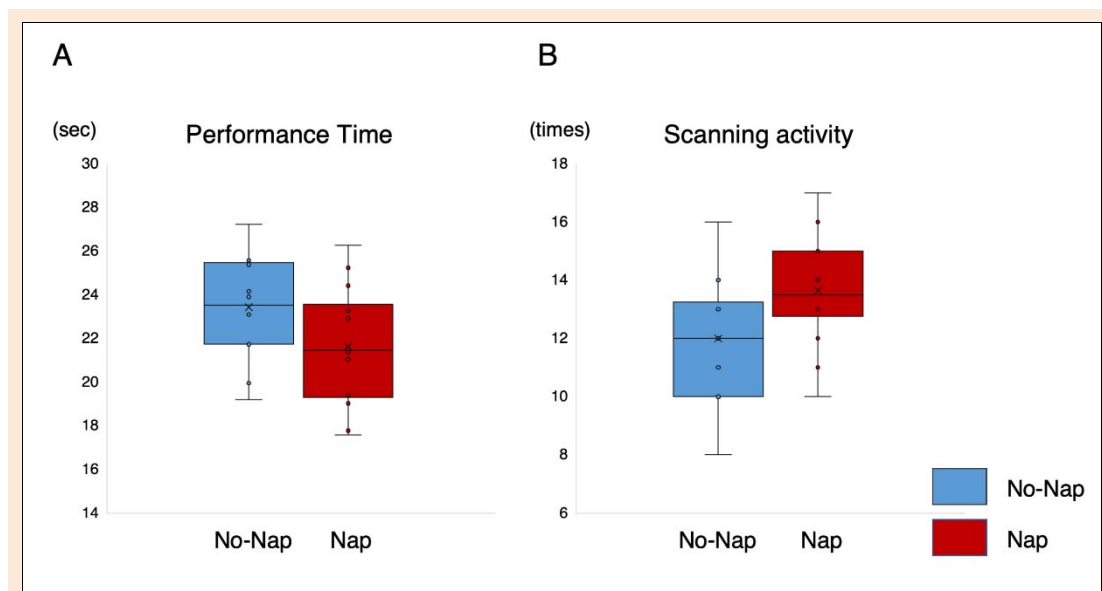 A
B
(sec)
Performance Time
(times)
Scanning activity
30
28
26
24
22
20
18
16
14
No-Nap
Nap
18
16
14
12
10
8
6
No-Nap
Nap
No-Nap
Nap